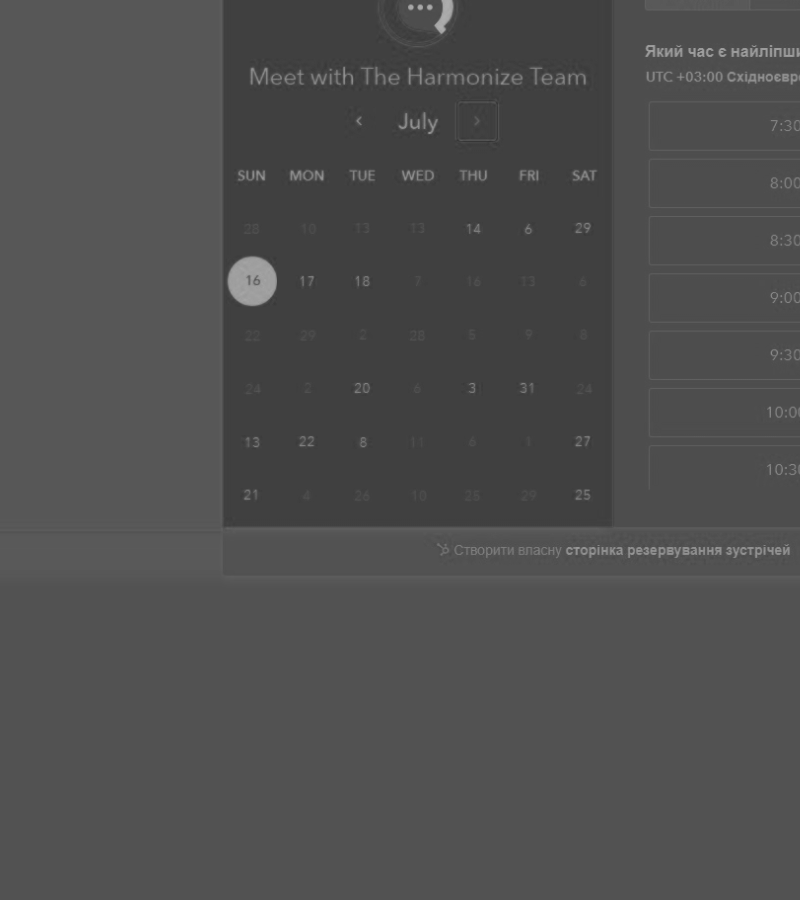 Meet with The Harmonize Team
July
SUN MON TUE WED THU FRI SAT
28 10 13 13 14 6 29
16 17 18 7 16 13 6
22 29 2 28 5 9 8
24 2 20 6 3 31 24
13 22 8 11 6 1 27
21 4 26 18 25 29 25
Який час є найліпши
UTC +03:00 Східноєвр
7:30
8:00
8:30
9:00
9:30
10:00
10:30
Створити власну сторінка резервування зустрічей